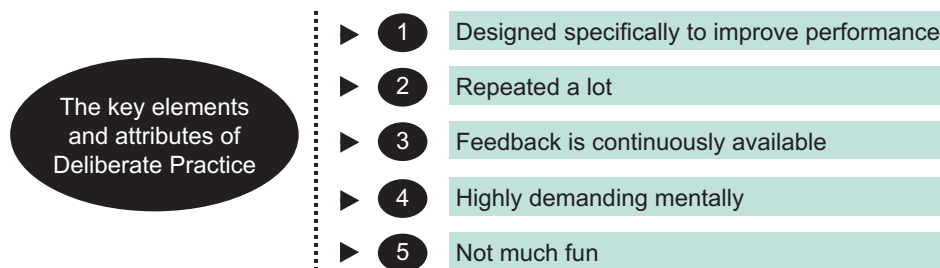 The key elements
and attributes of
Deliberate Practice
1 Designed specifically to improve performance
2 Repeated a lot
3 Feedback is continuously available
4 Highly demanding mentally
5 Not much fun